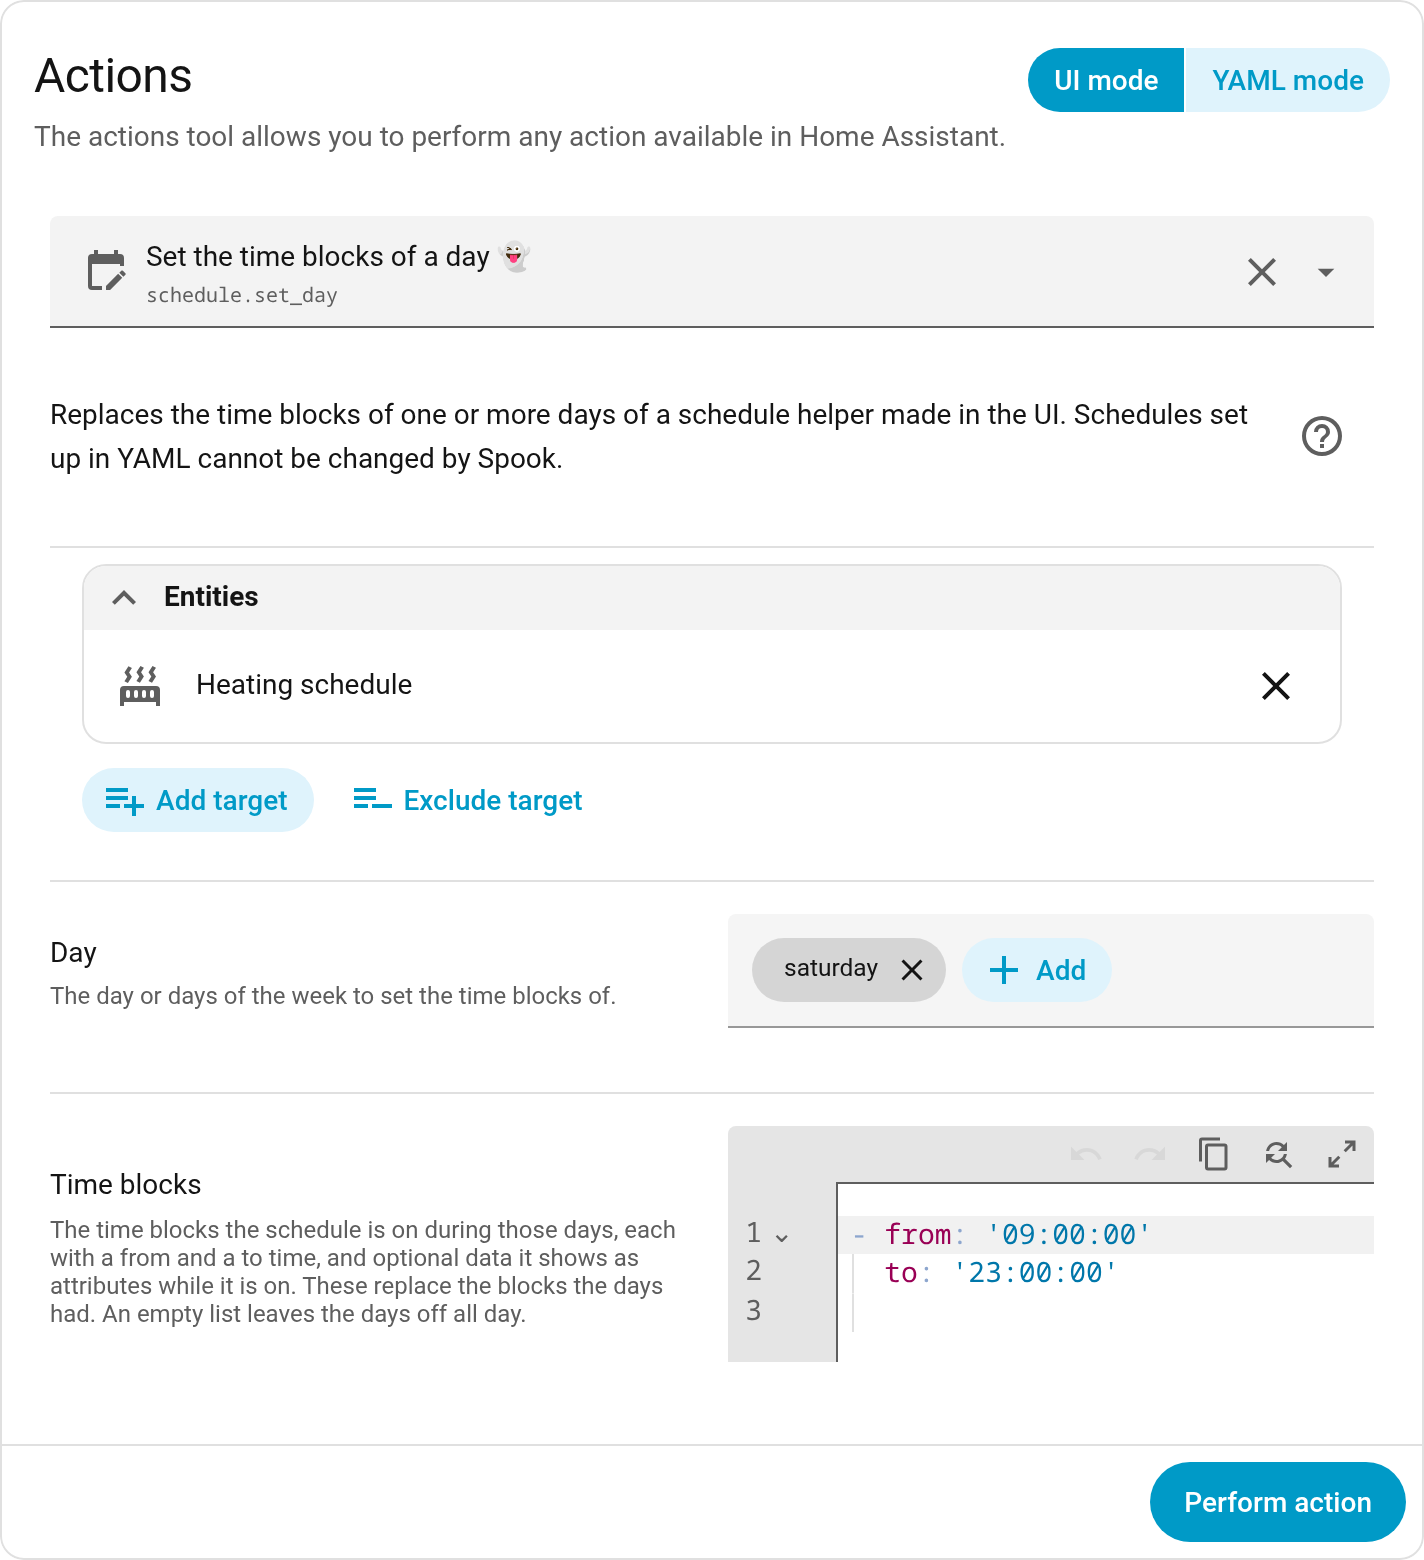 Actions
UI mode
YAML mode
The actions tool allows you to perform any action available in Home Assistant.
Set the time blocks of a day 👻
schedule.set_day
Replaces the time blocks of one or more days of a schedule helper made in the UI. Schedules set
up in YAML cannot be changed by Spook.
Entities
Heating schedule
Add target
Exclude target
Day
The day or days of the week to set the time blocks of.
saturday
Add
Time blocks
The time blocks the schedule is on during those days, each
with a from and a to time, and optional data it shows as
attributes while it is on. These replace the blocks the days
had. An empty list leaves the days off all day.
1 - from: '09:00:00'
2 to: '23:00:00'
3
Perform action